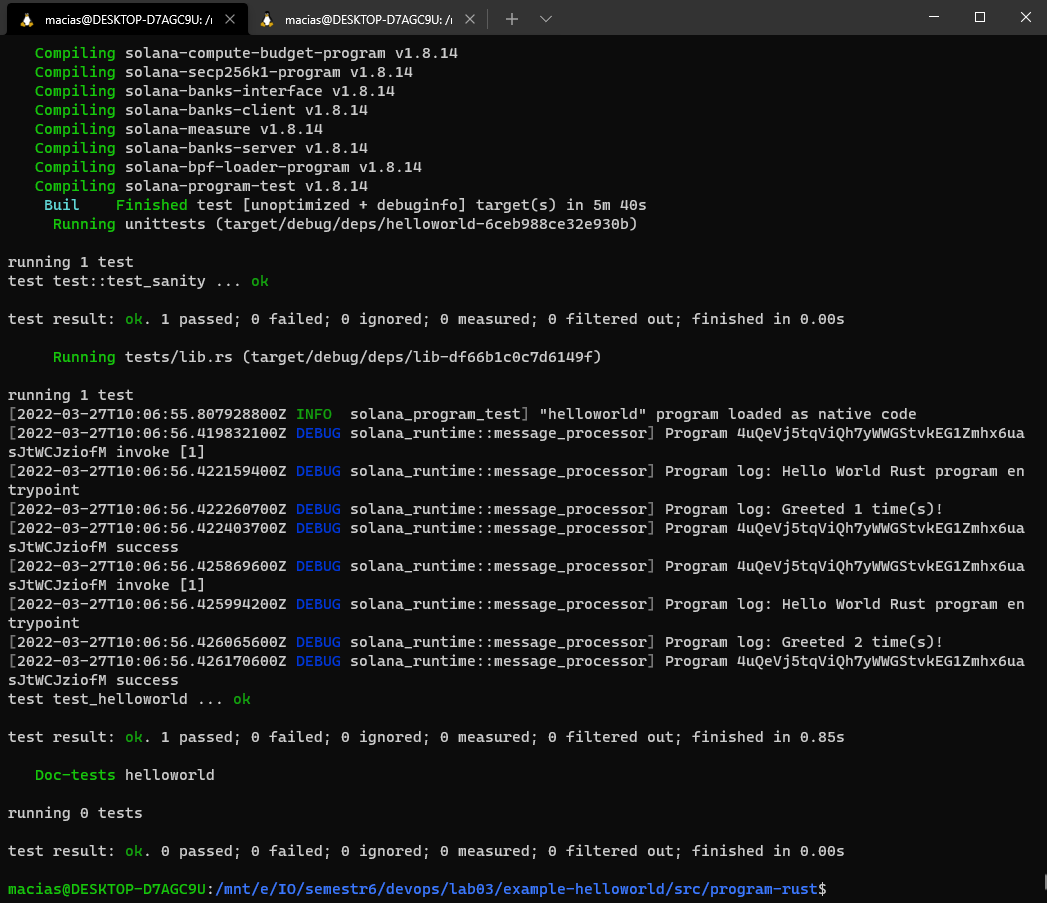 macias@DESKTOP-D7AGC9U: /r
macias@DESKTOP-D7AGC9U: /r
Compiling solana-compute-budget-program v1.8.14
Compiling solana-secp256k1-program v1.8.14
Compiling solana-banks-interface v1.8.14
Compiling solana-banks-client v1.8.14
Compiling solana-measure v1.8.14
Compiling solana-banks-server v1.8.14
Compiling solana-bpf-loader-program v1.8.14
Compiling solana-program-test v1.8.14
Buil    Finished test [unoptimized + debuginfo] target(s) in 5m 40s
Running unittests (target/debug/deps/helloworld-6ceb988ce32e930b)
running 1 test
test test::test_sanity ... ok
test result: ok. 1 passed; 0 failed; 0 ignored; 0 measured; 0 filtered out; finished in 0.00s
Running tests/lib.rs (target/debug/deps/lib-df66b1c0c7d6149f)
running 1 test
[2022-03-27T10:06:55.807928800Z INFO  solana_program_test] "helloworld" program loaded as native code
[2022-03-27T10:06:56.419832100Z DEBUG solana_runtime::message_processor] Program 4uQeVj5tqViQh7yWWGStvkEG1Zmhx6ua
sJtWCJziofM invoke [1]
[2022-03-27T10:06:56.422159400Z DEBUG solana_runtime::message_processor] Program log: Hello World Rust program en
trypoint
[2022-03-27T10:06:56.422260700Z DEBUG solana_runtime::message_processor] Program log: Greeted 1 time(s)!
[2022-03-27T10:06:56.422403700Z DEBUG solana_runtime::message_processor] Program 4uQeVj5tqViQh7yWWGStvkEG1Zmhx6ua
sJtWCJziofM success
[2022-03-27T10:06:56.425869600Z DEBUG solana_runtime::message_processor] Program 4uQeVj5tqViQh7yWWGStvkEG1Zmhx6ua
sJtWCJziofM invoke [1]
[2022-03-27T10:06:56.425994200Z DEBUG solana_runtime::message_processor] Program log: Hello World Rust program en
trypoint
[2022-03-27T10:06:56.426065600Z DEBUG solana_runtime::message_processor] Program log: Greeted 2 time(s)!
[2022-03-27T10:06:56.426170600Z DEBUG solana_runtime::message_processor] Program 4uQeVj5tqViQh7yWWGStvkEG1Zmhx6ua
sJtWCJziofM success
test test_helloworld ... ok
test result: ok. 1 passed; 0 failed; 0 ignored; 0 measured; 0 filtered out; finished in 0.85s
Doc-tests helloworld
running 0 tests
test result: ok. 0 passed; 0 failed; 0 ignored; 0 measured; 0 filtered out; finished in 0.00s
macias@DESKTOP-D7AGC9U:/mnt/e/IO/semestr6/devops/lab03/example-helloworld/src/program-rust$